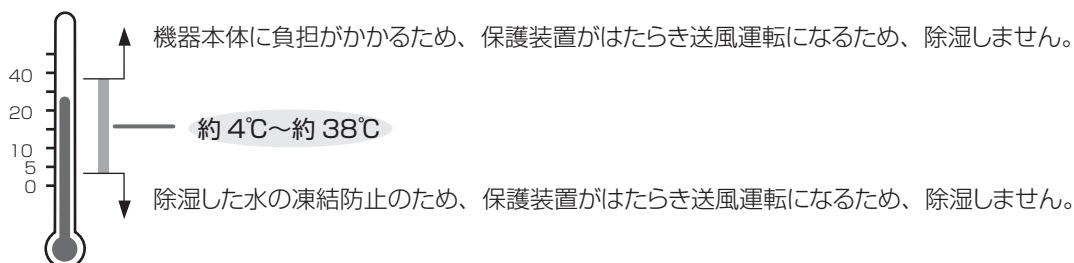 機器本体に負担がかかるため、保護装置がはたらき送風運転になるため、除湿しません。
40
20
約 4℃～約 38℃
10
5
0
除湿した水の凍結防止のため、保護装置がはたらき送風運転になるため、除湿しません。